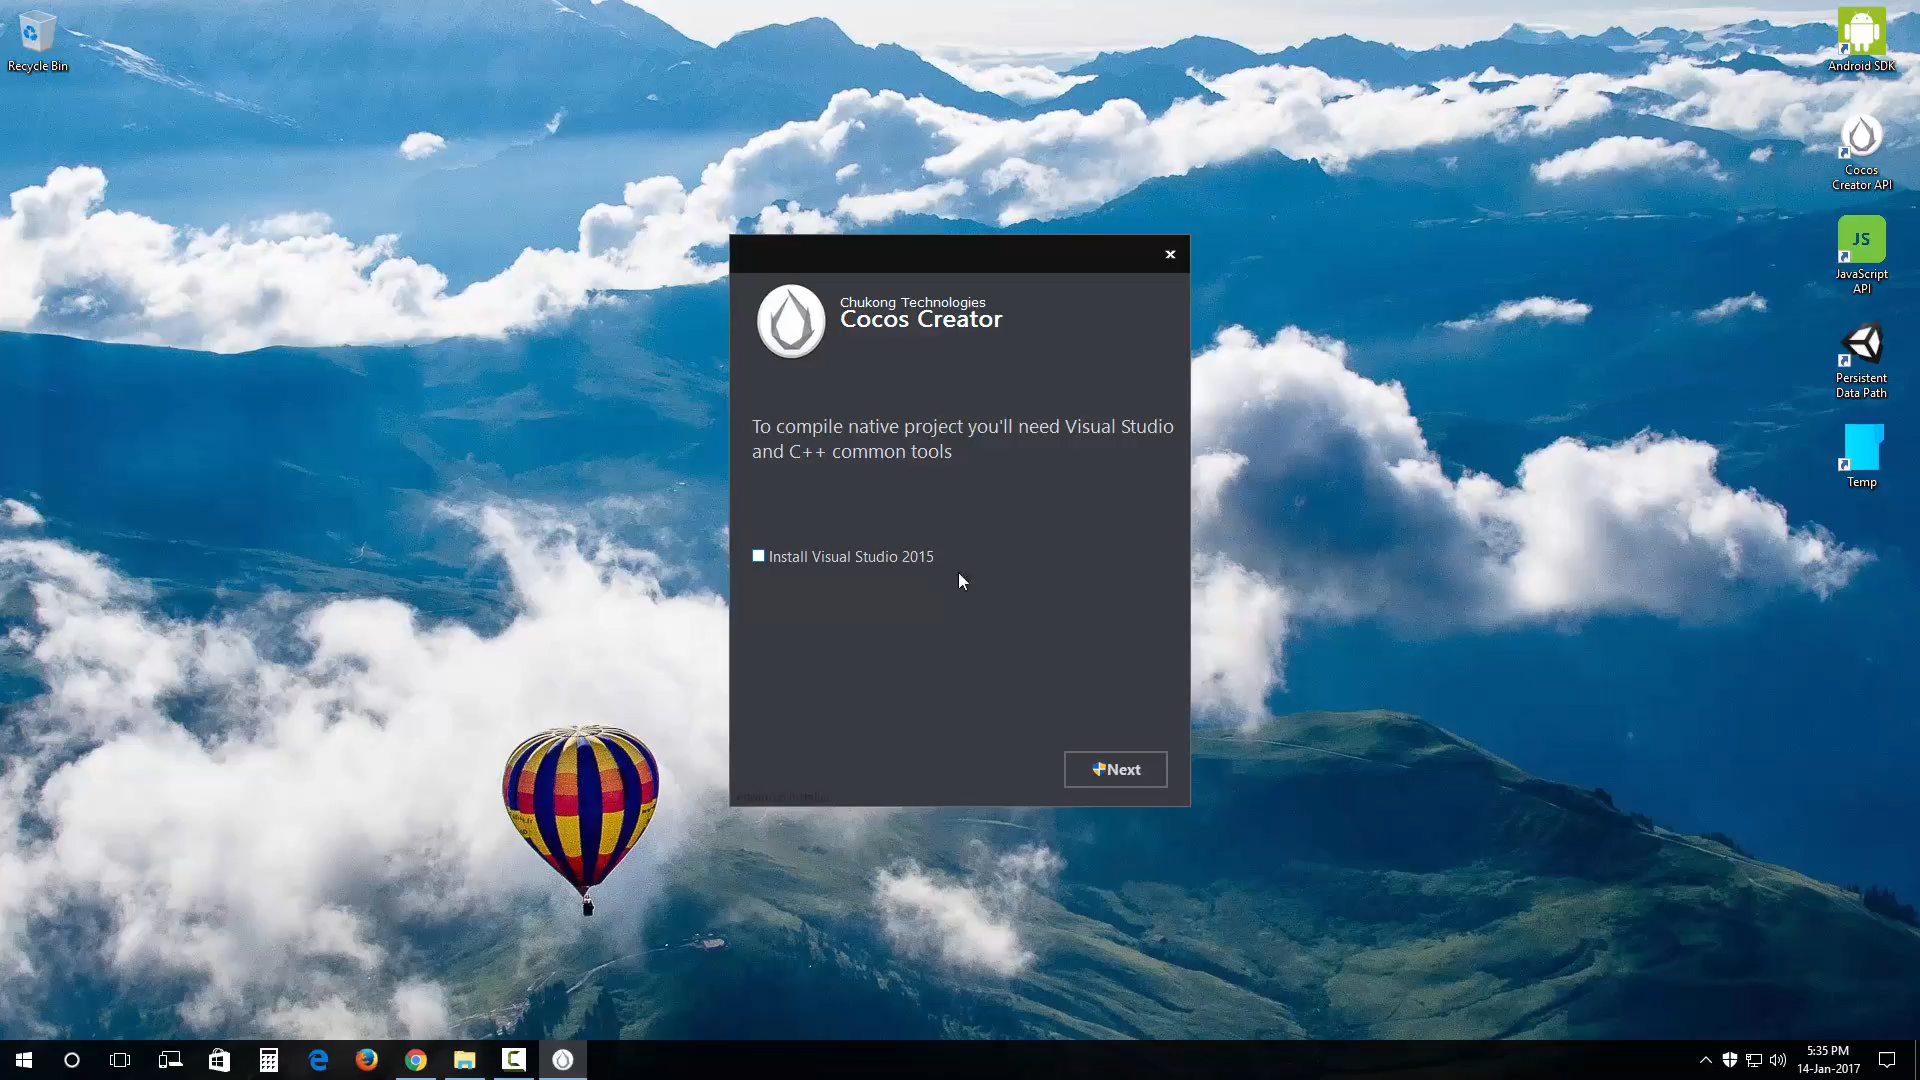 Recycle Bin
Android SDK
Cocos
Creator API
JS
JavaScript
API
Persistent
Data Path
Temp
Chukong Technologies
Cocos Creator
To compile native project you'll need Visual Studio
and C++ common tools
Install Visual Studio 2015
Next
5:35 PM
14-Jan-2017